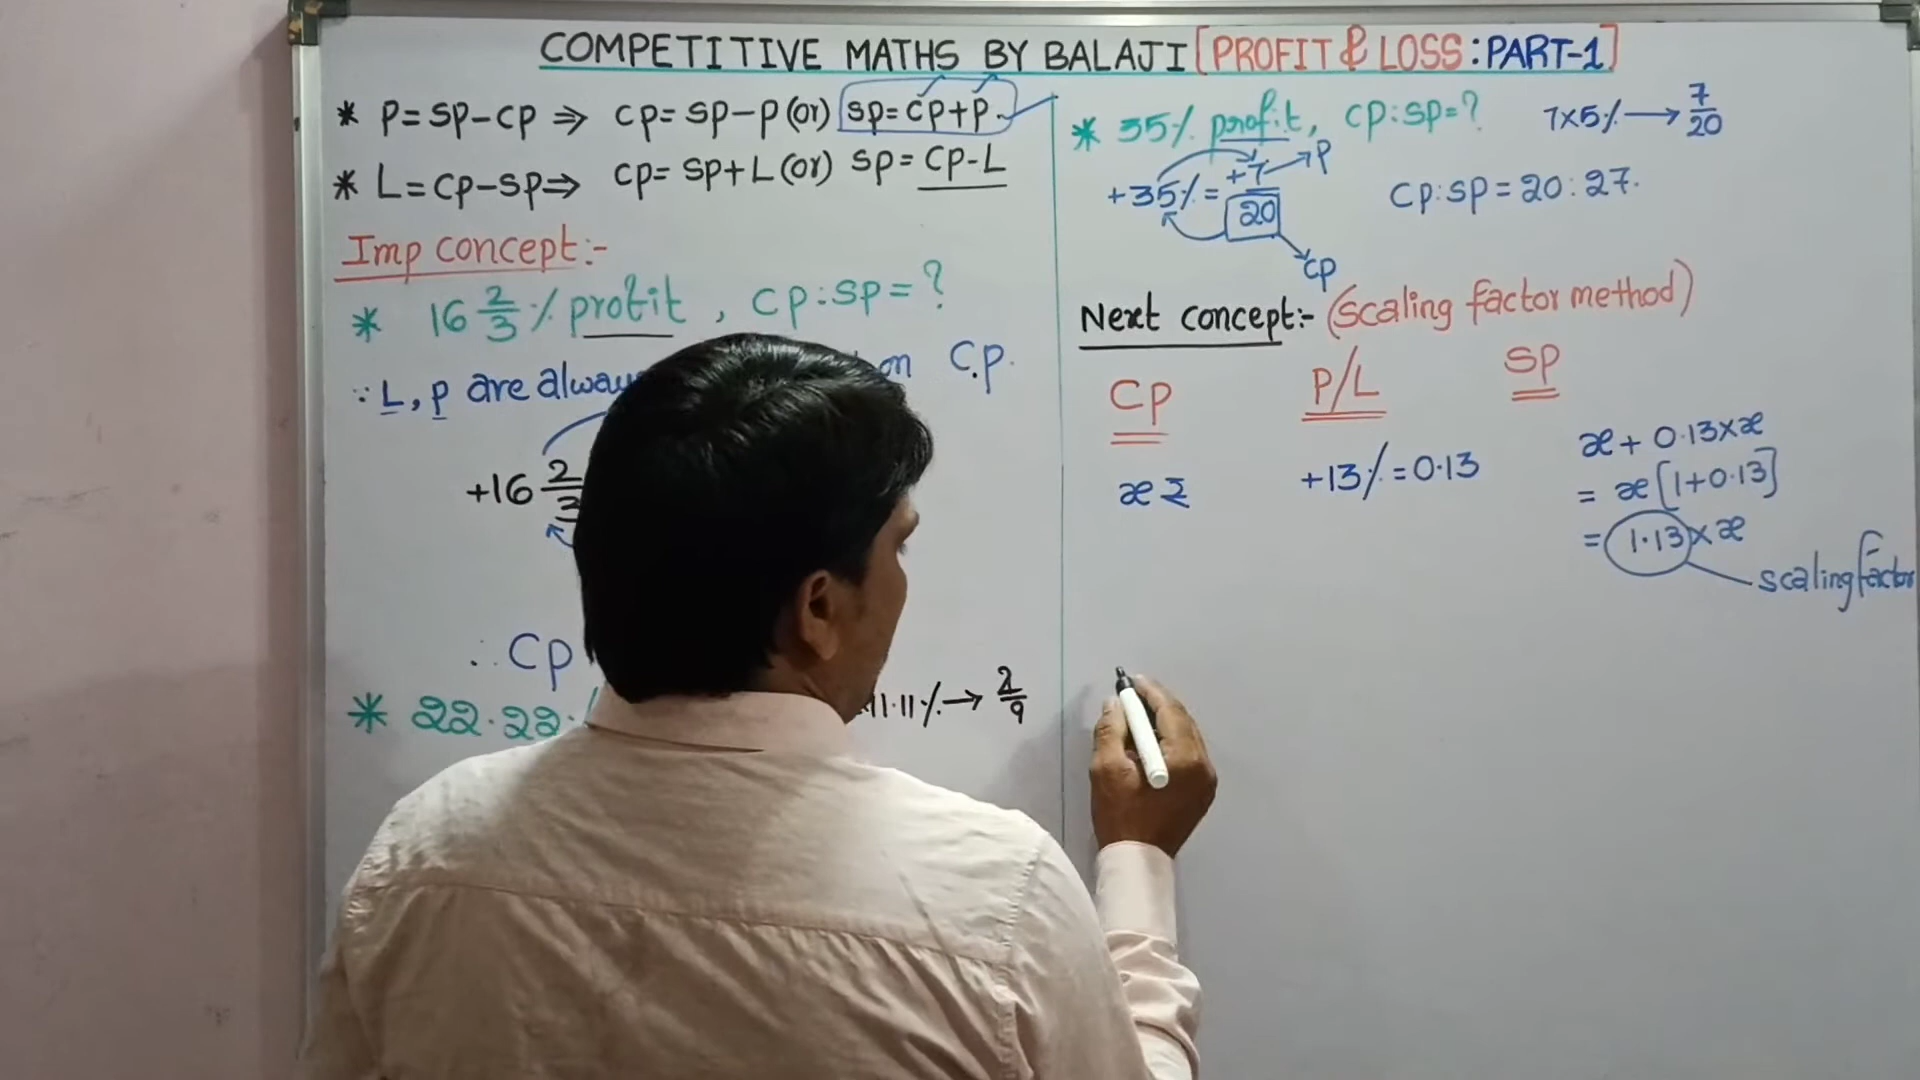 COMPETITIVE MATHS BY BALAJI [PROFIT & LOSS : PART-1]
* P = SP - CP ⇒ CP = SP - P (or) SP = CP + P
* L = CP - SP ⇒ CP = SP + L (or) SP = CP - L
Imp concept:-
* 16 2/3 % profit , CP : SP = ?
∵ L, P are always on C.P.
+16 2/3
∴ CP
* 22.22
11.11% → 2/9
* 35% profit, CP : SP = ?
7×5% → 7/20
+35% = +7/20
P
CP
CP : SP = 20 : 27.
Next concept:- (scaling factor method)
CP P/L SP
x ₹ +13% = 0.13 x + 0.13 × x
= x [1 + 0.13]
= 1.13 × x
scaling factor